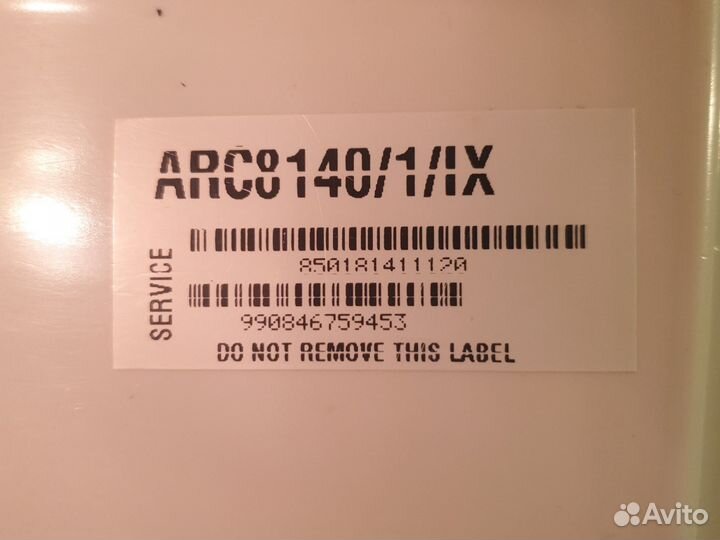 ARC8140/1/IX
SERVICE
850181411120
990846759453
DO NOT REMOVE THIS LABEL
Avito